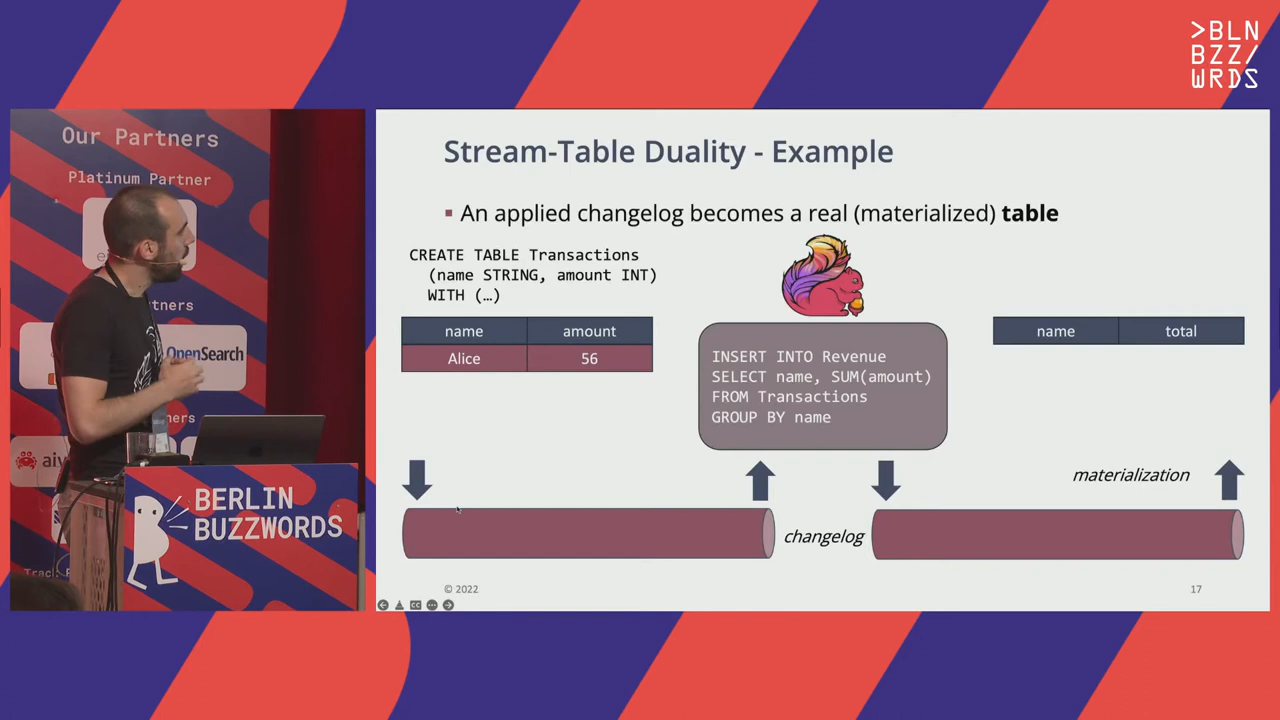 >BLN
BZZ/
WRDS
Our Partners
Platinum Partner
OpenSearch
BERLIN
BUZZWORDS
Stream-Table Duality - Example
▪ An applied changelog becomes a real (materialized) table
CREATE TABLE Transactions
(name STRING, amount INT)
WITH (…)
name amount
Alice 56
INSERT INTO Revenue
SELECT name, SUM(amount)
FROM Transactions
GROUP BY name
name total
materialization
changelog
© 2022
17